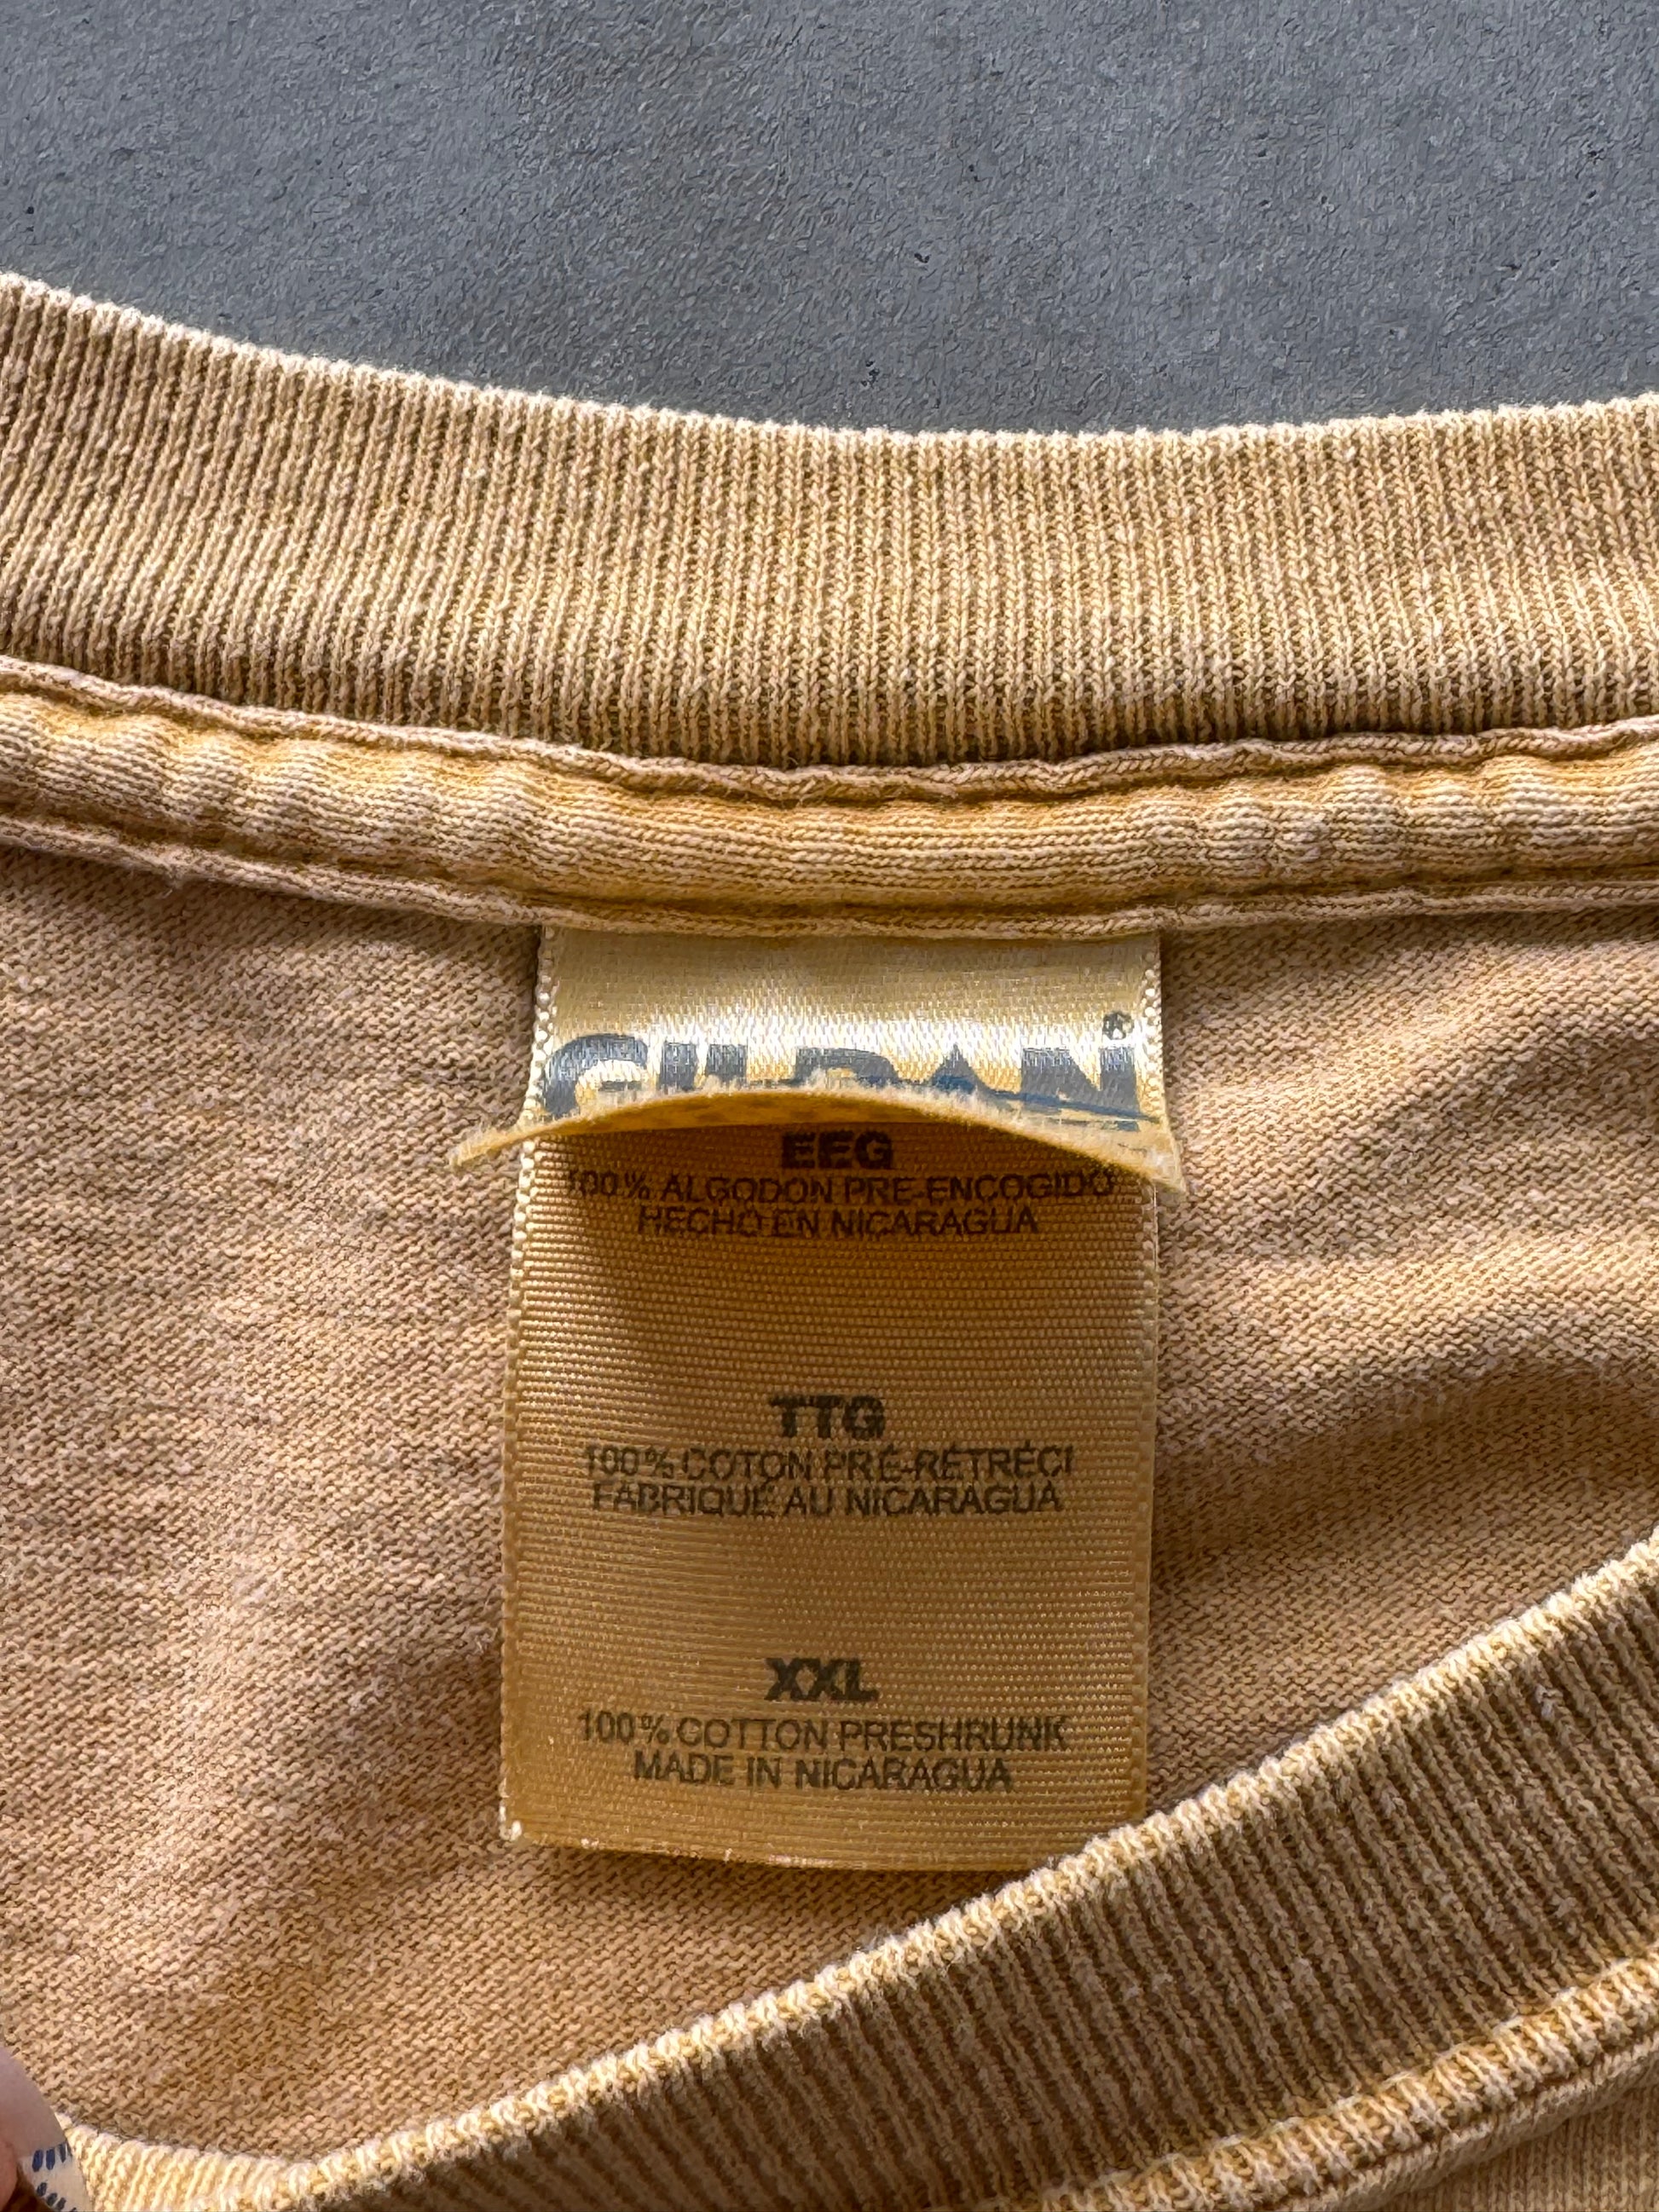 GILDAN®
EEG
100% ALGODON PRE-ENCOGIDO
HECHO EN NICARAGUA
TTG
100% COTON PRÉ-RÉTRÉCI
FABRIQUÉ AU NICARAGUA
XXL
100% COTTON PRESHRUNK
MADE IN NICARAGUA